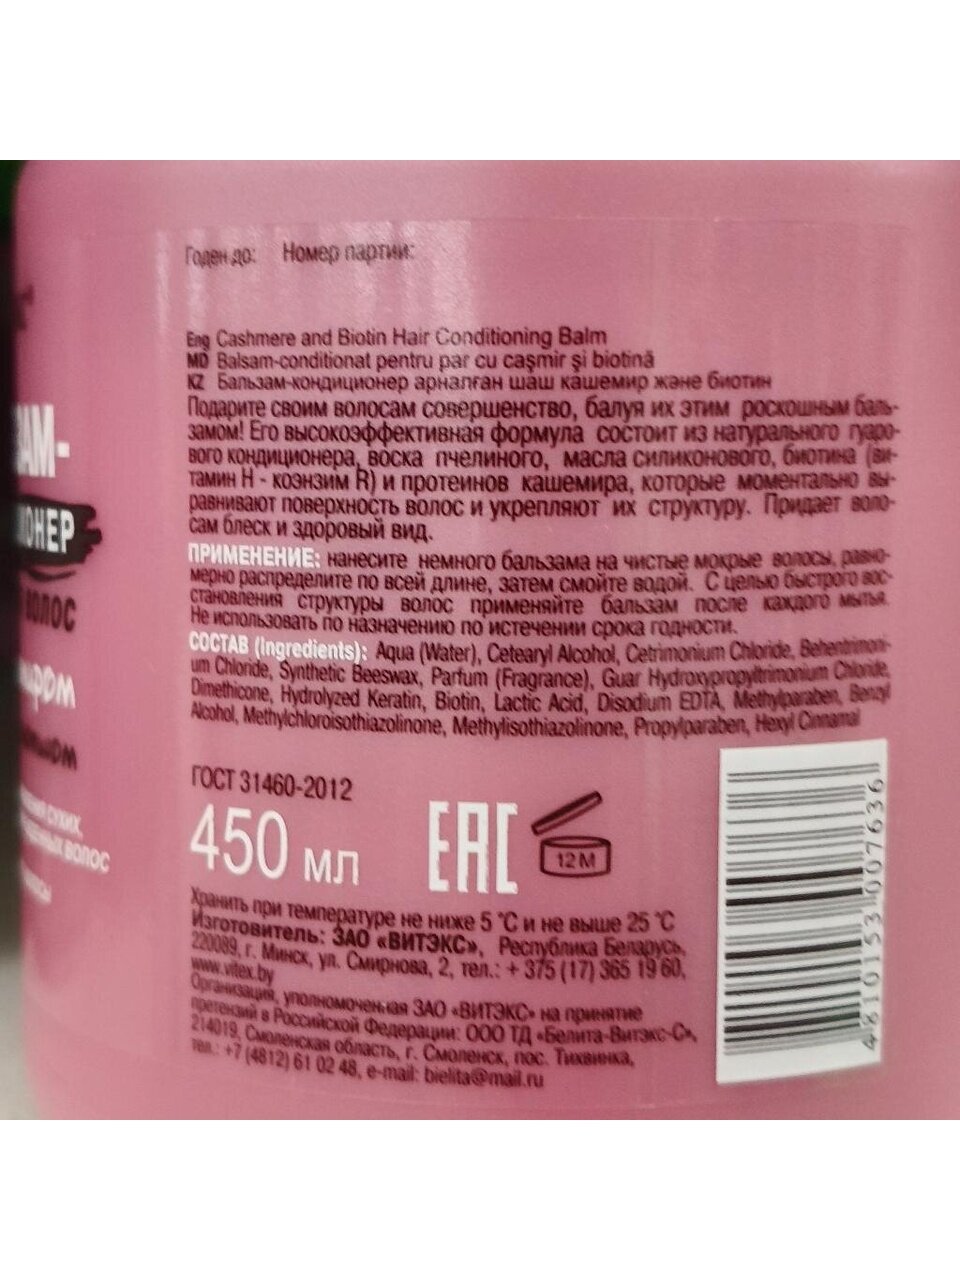 Годен до: Номер партии:
Eng Cashmere and Biotin Hair Conditioning Balm
MD Balsam-conditionat pentru par cu cașmir și biotină
KZ Бальзам-кондиционер арналған шаш кашемир және биотин
Подарите своим волосам совершенство, балуя их этим роскошным баль-
замом! Его высокоэффективная формула состоит из натурального гуаро-
вого кондиционера, воска пчелиного, масла силиконового, биотина (ви-
тамин Н - коэнзим R) и протеинов кашемира, которые моментально вы-
равнивают поверхность волос и укрепляют их структуру. Придает воло-
сам блеск и здоровый вид.
ПРИМЕНЕНИЕ: нанесите немного бальзама на чистые мокрые волосы, равно-
мерно распределите по всей длине, затем смойте водой. С целью быстрого вос-
становления структуры волос применяйте бальзам после каждого мытья.
Не использовать по назначению по истечении срока годности.
СОСТАВ (Ingredients): Aqua (Water), Cetearyl Alcohol, Cetrimonium Chloride, Behentrimoni-
um Chloride, Synthetic Beeswax, Parfum (Fragrance), Guar Hydroxypropyltrimonium Chloride,
Dimethicone, Hydrolyzed Keratin, Biotin, Lactic Acid, Disodium EDTA, Methylparaben, Benzyl
Alcohol, Methylchloroisothiazolinone, Methylisothiazolinone, Propylparaben, Hexyl Cinnamal
ГОСТ 31460-2012
450 мл
EAC
12 M
Хранить при температуре не ниже 5 °C и не выше 25 °C
Изготовитель: ЗАО «ВИТЭКС», Республика Беларусь,
220089, г. Минск, ул. Смирнова, 2, тел.: + 375 (17) 365 19 60,
www.vitex.by
Организация, уполномоченная ЗАО «ВИТЭКС» на принятие
претензий в Российской Федерации: ООО ТД «Белита-Витэкс-С»,
214019, Смоленская область, г. Смоленск, пос. Тихвинка,
тел.: +7 (4812) 61 02 48, e-mail: bielita@mail.ru
4810153007636
ВОЛОС